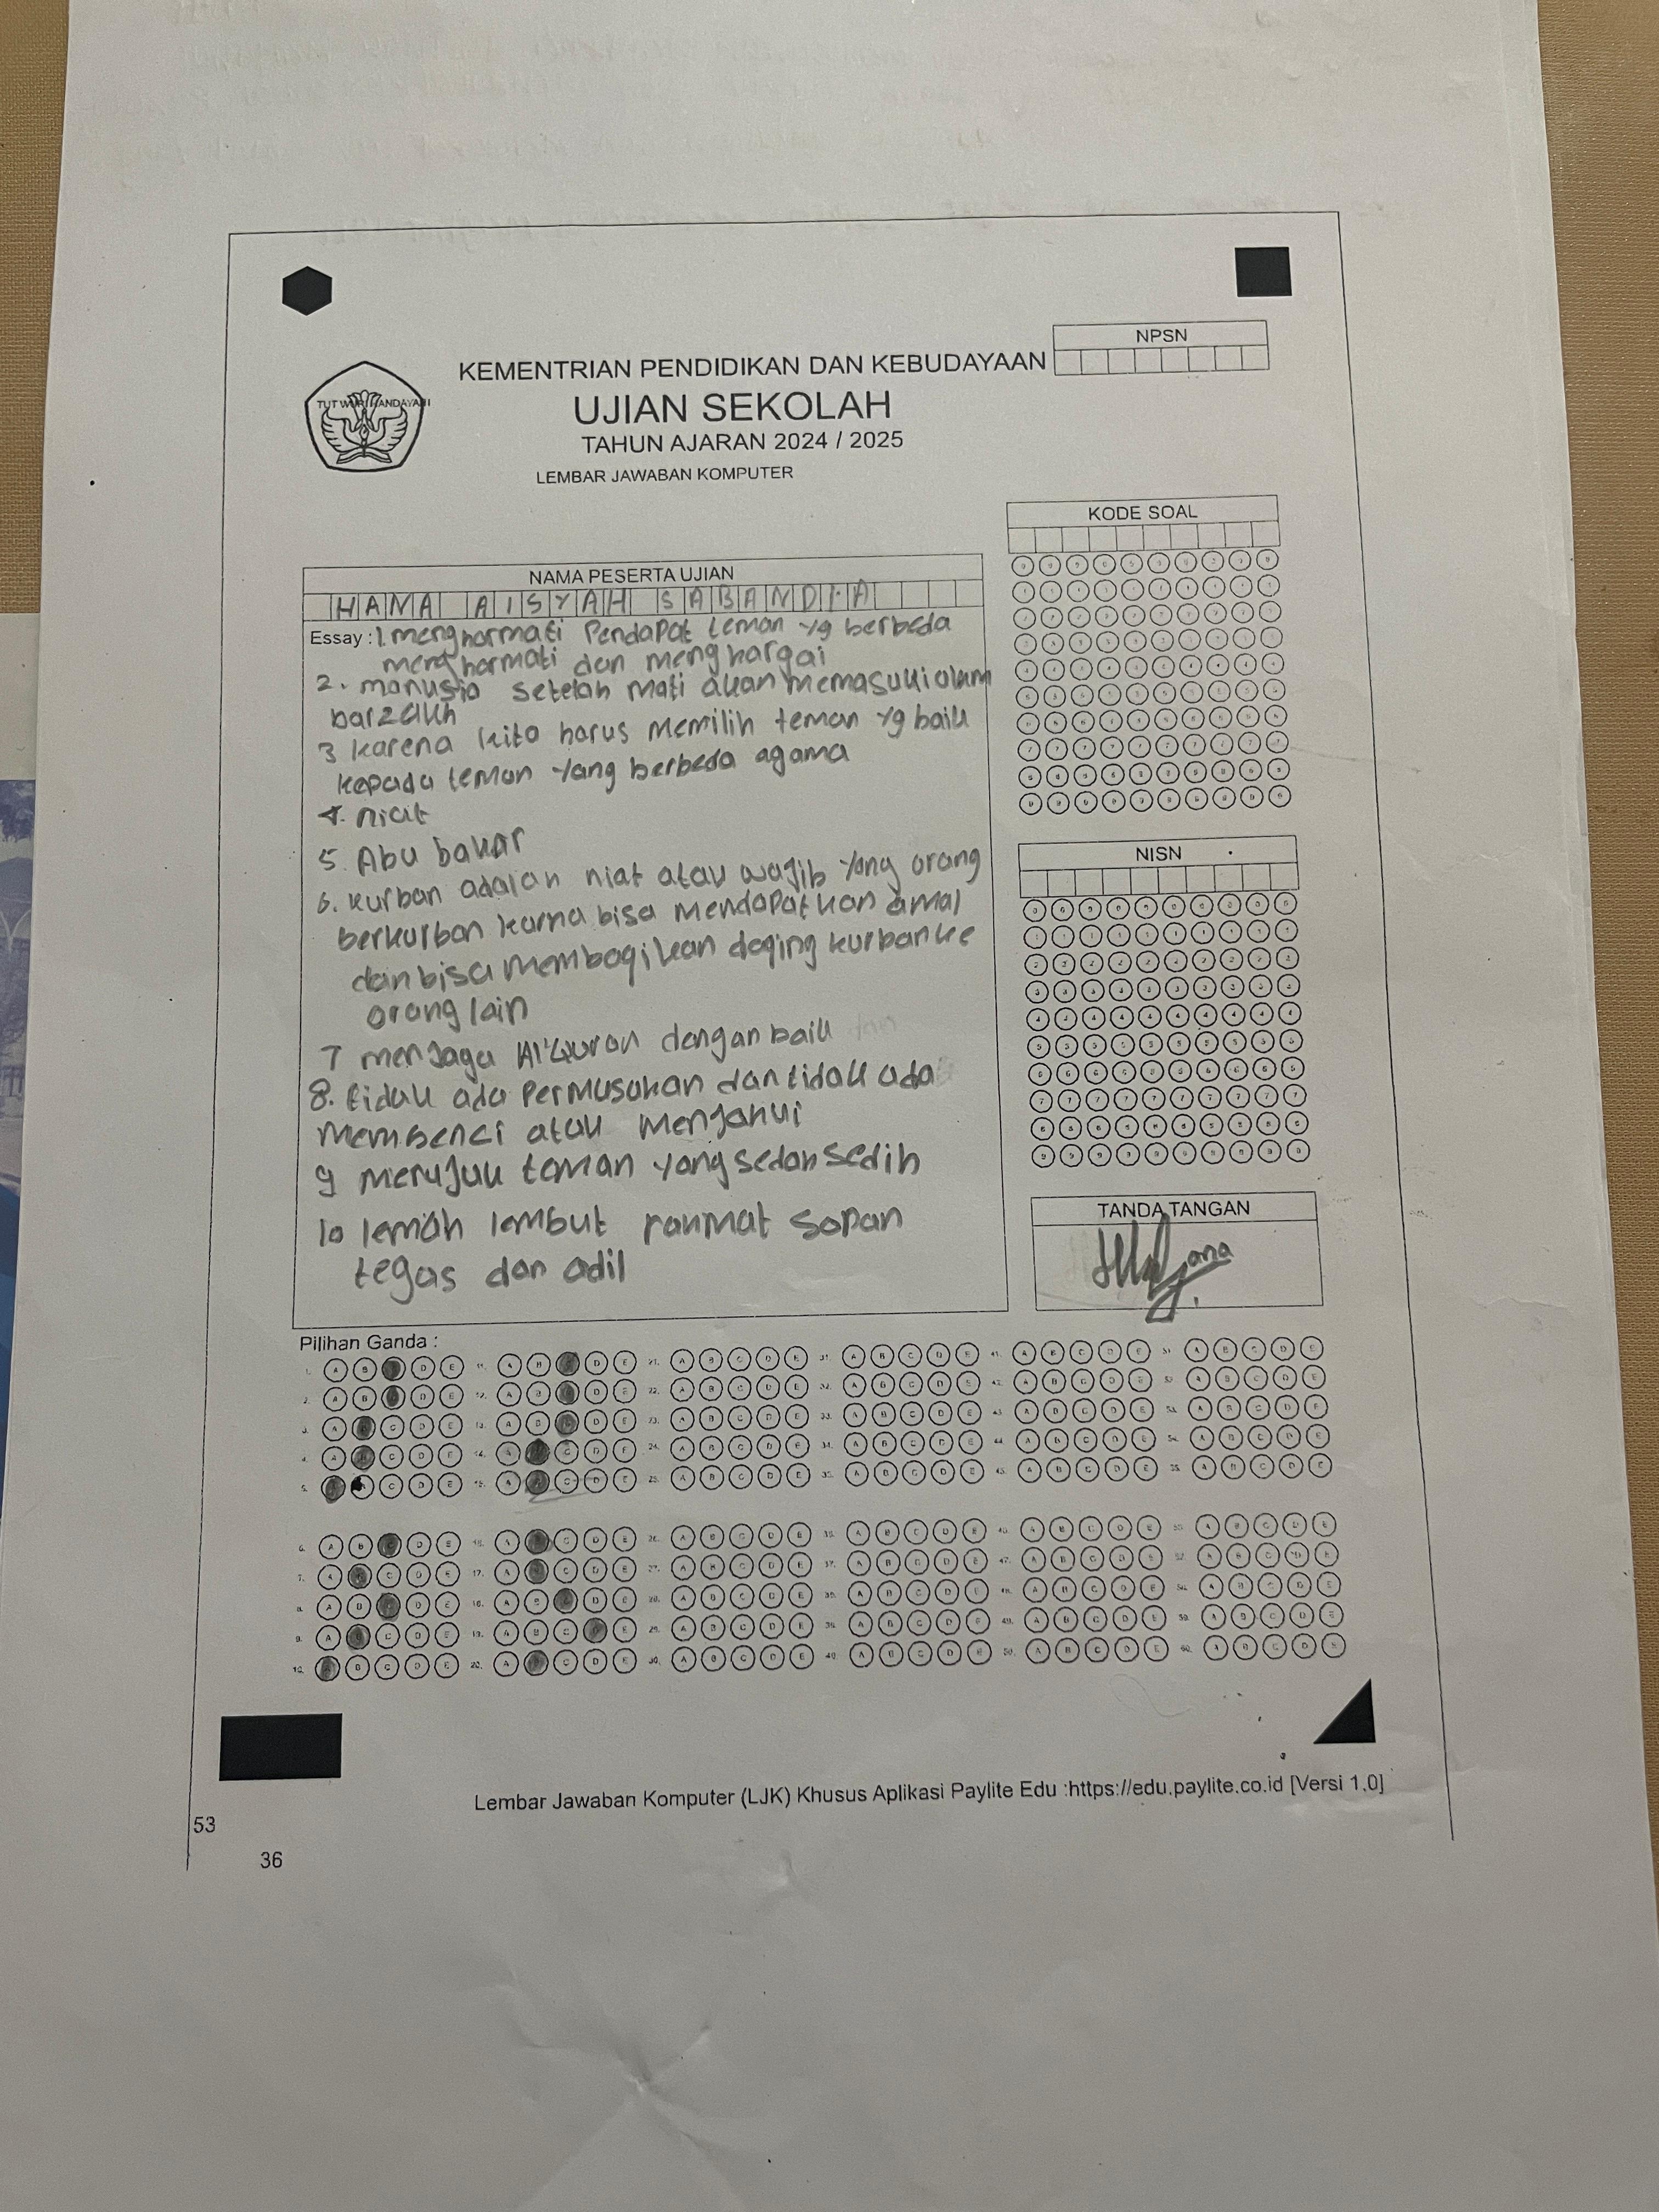 NPSN
KEMENTRIAN PENDIDIKAN DAN KEBUDAYAAN
TUT WURI HANDAYANI
UJIAN SEKOLAH
TAHUN AJARAN 2024 / 2025
LEMBAR JAWABAN KOMPUTER
KODE SOAL
NAMA PESERTA UJIAN
HANA AISYAH SABANDIA
Essay : 1. menghormati Pendapat teman yg berbeda
menghormati dan menghargai
2. manusia setelah mati akan memasuki alam
barzakh
3 karena kita harus memilih teman yg baik
kepada teman yang berbeda agama
4. niat
5. Abu bakar
6. kurban adalah niat atau wajib yang orang
berkurban karna bisa mendapatkan amal
dan bisa membagikan daging kurban ke
orang lain
7 menjaga Al'Quran dengan baik
8. tidak ada Permusuhan dan tidak ada
membenci atau menjahui
9 merujuk teman yang sedah sedih
10 lemah lembut rahmat sopan
tegas dan adil
NISN
TANDA TANGAN
Pilihan Ganda :
Lembar Jawaban Komputer (LJK) Khusus Aplikasi Paylite Edu :https://edu.paylite.co.id [Versi 1.0]
53
36